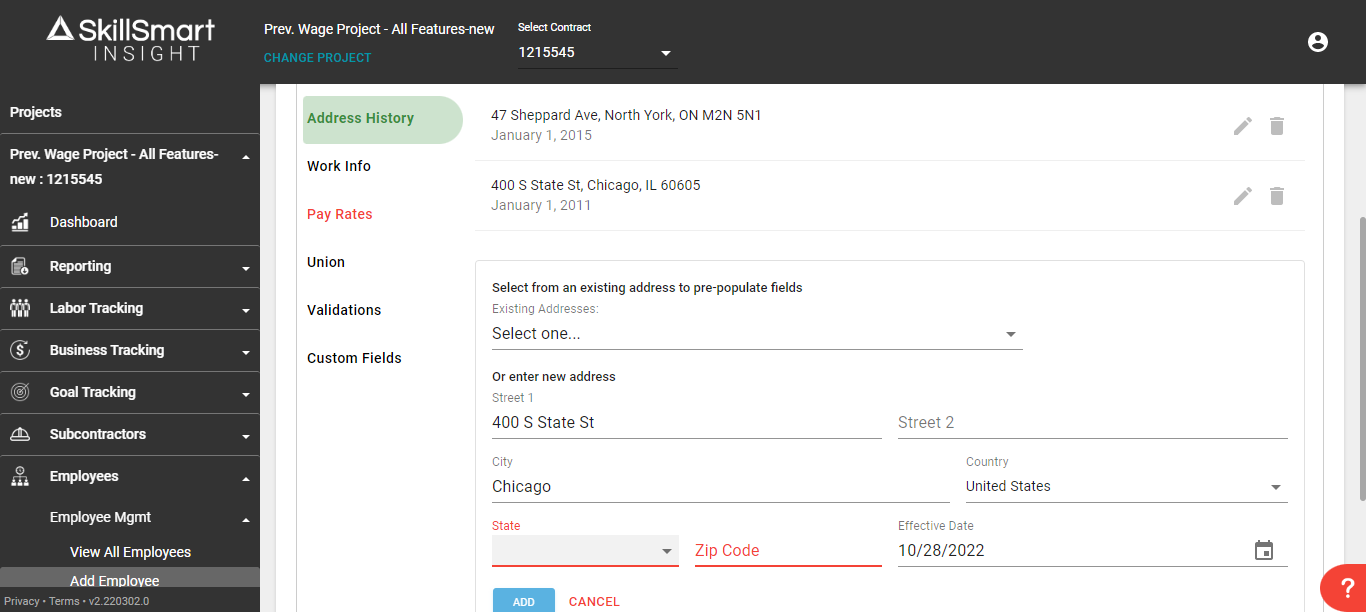 SkillSmart
INSIGHT
Prev. Wage Project - All Features-new
CHANGE PROJECT
Select Contract
1215545
Projects
Prev. Wage Project - All Features-
new : 1215545
Dashboard
Reporting
Labor Tracking
Business Tracking
Goal Tracking
Subcontractors
Employees
Employee Mgmt
View All Employees
Add Employee
Privacy • Terms • v2.220302.0
Address History
Work Info
Pay Rates
Union
Validations
Custom Fields
47 Sheppard Ave, North York, ON M2N 5N1
January 1, 2015
400 S State St, Chicago, IL 60605
January 1, 2011
Select from an existing address to pre-populate fields
Existing Addresses:
Select one...
Or enter new address
Street 1
400 S State St
Street 2
City
Chicago
Country
United States
State
Zip Code
Effective Date
10/28/2022
ADD
CANCEL
?